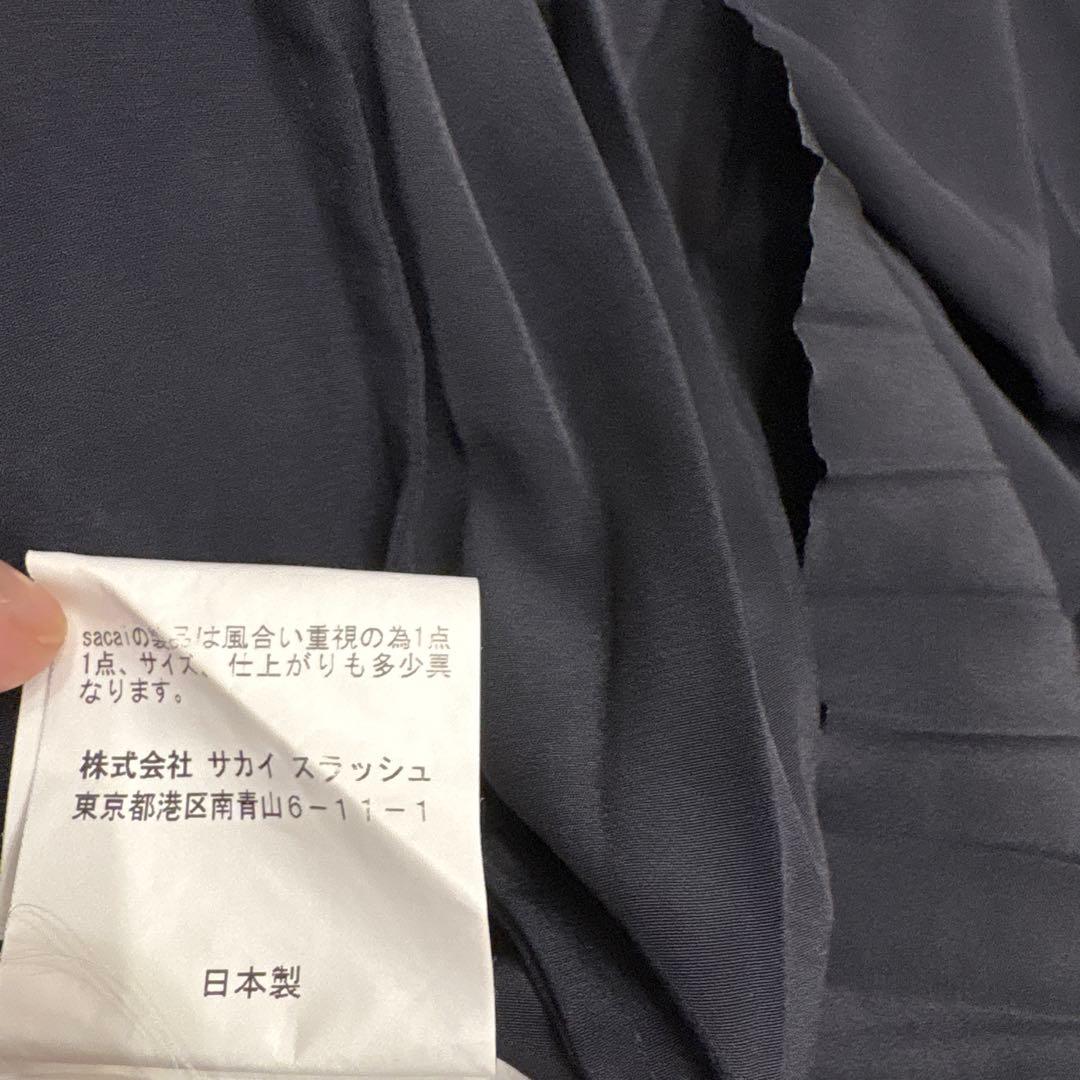 sacaiの製品は風合い重視の為1点
1点、サイズ、仕上がりも多少異
なります。
株式会社 サカイ スラッシュ
東京都港区南青山6-11-1
日本製